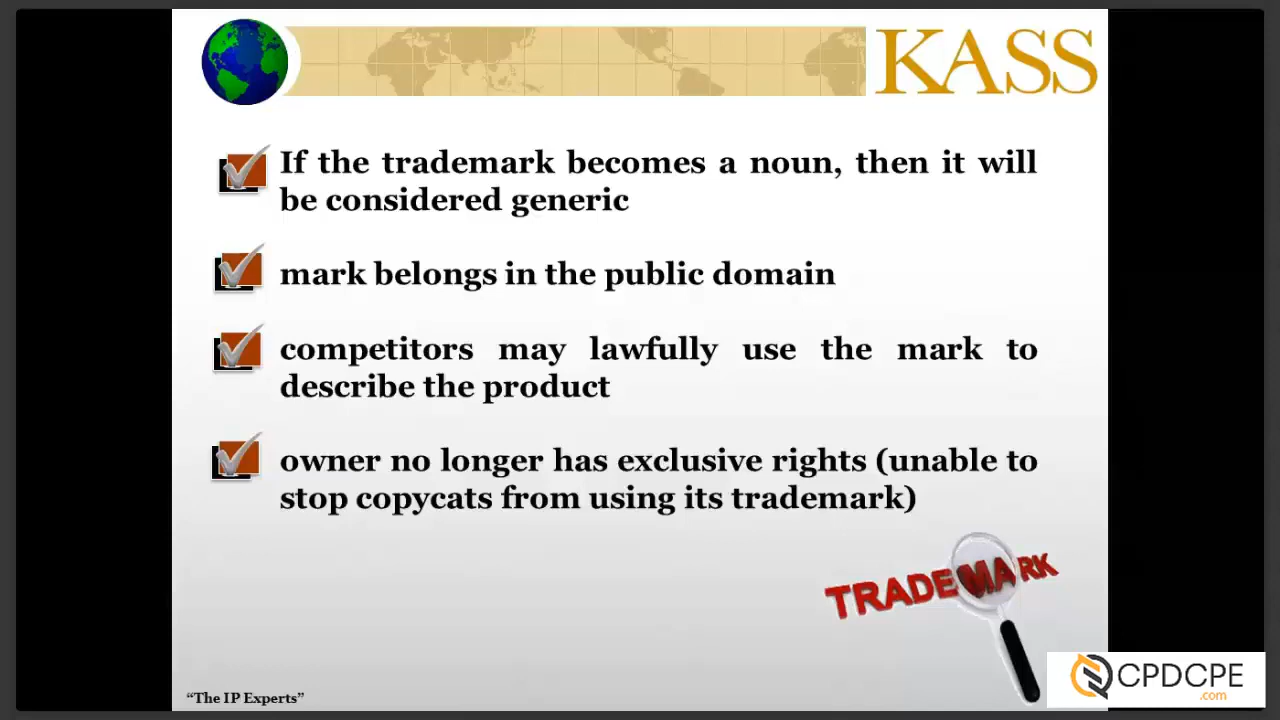 KASS
If the trademark becomes a noun, then it will
be considered generic
mark belongs in the public domain
competitors may lawfully use the mark to
describe the product
owner no longer has exclusive rights (unable to
stop copycats from using its trademark)
TRADEMARK
“The IP Experts”
CPDCPE
.com